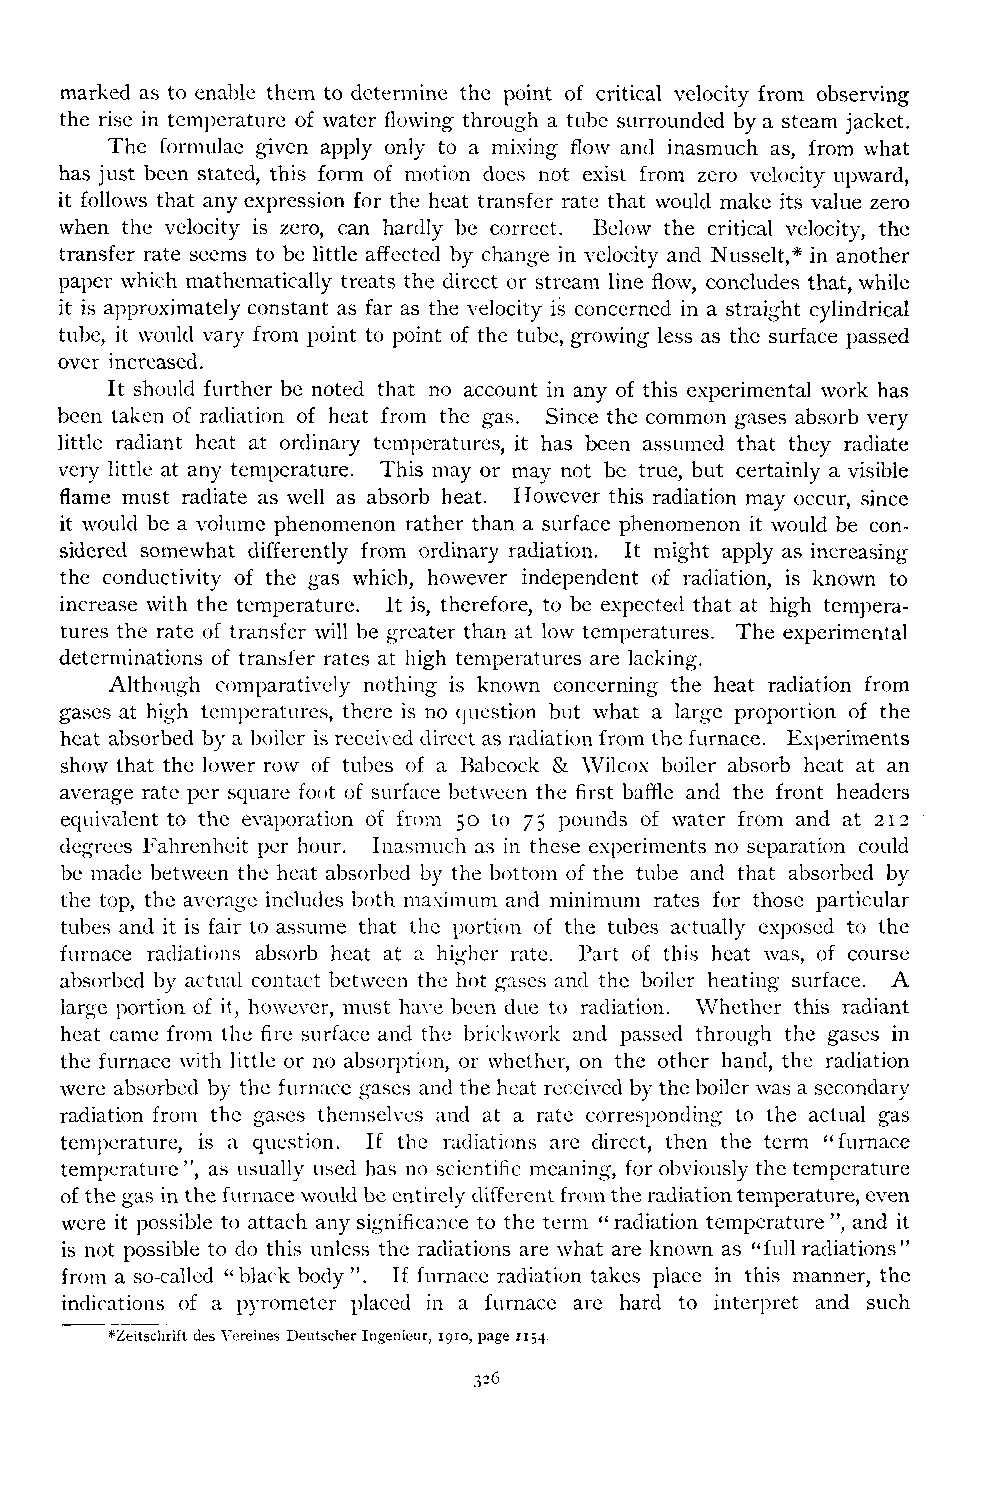 marked as to enable them to determine the point of critical velocity from observing
the rise in temperature of water flowing through a tube surrounded by a steam jacket.
The formulae given apply only to a mixing flow and inasmuch as, from what
has just been stated, this form of motion does not exist from zero velocity upward,
it follows that any expression for the heat transfer rate that would make its value zero
when the velocity is zero, can hardly be correct. Below the critical velocity, the
transfer rate seems to be little affected by change in velocity and Nusselt,* in another
paper which mathematically treats the direct or stream line flow, concludes that, while
it is approximately constant as far as the velocity is concerned in a straight cylindrical
tube, it would vary from point to point of the tube, growing less as the surface passed
over increased.
It should further be noted that no account in any of this experimental work has
been taken of radiation of heat from the gas. Since the common gases absorb very
little radiant heat at ordinary temperatures, it has been assumed that they radiate
very little at any temperature. This may or may not be true, but certainly a visible
flame must radiate as well as absorb heat. However this radiation may occur, since
it would be a volume phenomenon rather than a surface phenomenon it would be con-
sidered somewhat differently from ordinary radiation. It might apply as increasing
the conductivity of the gas which, however independent of radiation, is known to
increase with the temperature. It is, therefore, to be expected that at high tempera-
tures the rate of transfer will be greater than at low temperatures. The experimental
determinations of transfer rates at high temperatures are lacking.
Although comparatively nothing is known concerning the heat radiation from
gases at high temperatures, there is no question but what a large proportion of the
heat absorbed by a boiler is received direct as radiation from the furnace. Experiments
show that the lower row of tubes of a Babcock & Wilcox boiler absorb heat at an
average rate per square foot of surface between the first baffle and the front headers
equivalent to the evaporation of from 50 to 75 pounds of water from and at 212
degrees Fahrenheit per hour. Inasmuch as in these experiments no separation could
be made between the heat absorbed by the bottom of the tube and that absorbed by
the top, the average includes both maximum and minimum rates for those particular
tubes and it is fair to assume that the portion of the tubes actually exposed to the
furnace radiations absorb heat at a higher rate. Part of this heat was, of course
absorbed by actual contact between the hot gases and the boiler heating surface. A
large portion of it, however, must have been due to radiation. Whether this radiant
heat came from the fire surface and the brickwork and passed through the gases in
the furnace with little or no absorption, or whether, on the other hand, the radiation
were absorbed by the furnace gases and the heat received by the boiler was a secondary
radiation from the gases themselves and at a rate corresponding to the actual gas
temperature, is a question. If the radiations are direct, then the term "furnace
temperature", as usually used has no scientific meaning, for obviously the temperature
of the gas in the furnace would be entirely different from the radiation temperature, even
were it possible to attach any significance to the term "radiation temperature", and it
is not possible to do this unless the radiations are what are known as "full radiations"
from a so-called "black body". If furnace radiation takes place in this manner, the
indications of a pyrometer placed in a furnace are hard to interpret and such
*Zeitschrift des Vereines Deutscher Ingenieur, 1910, page 1154.
326